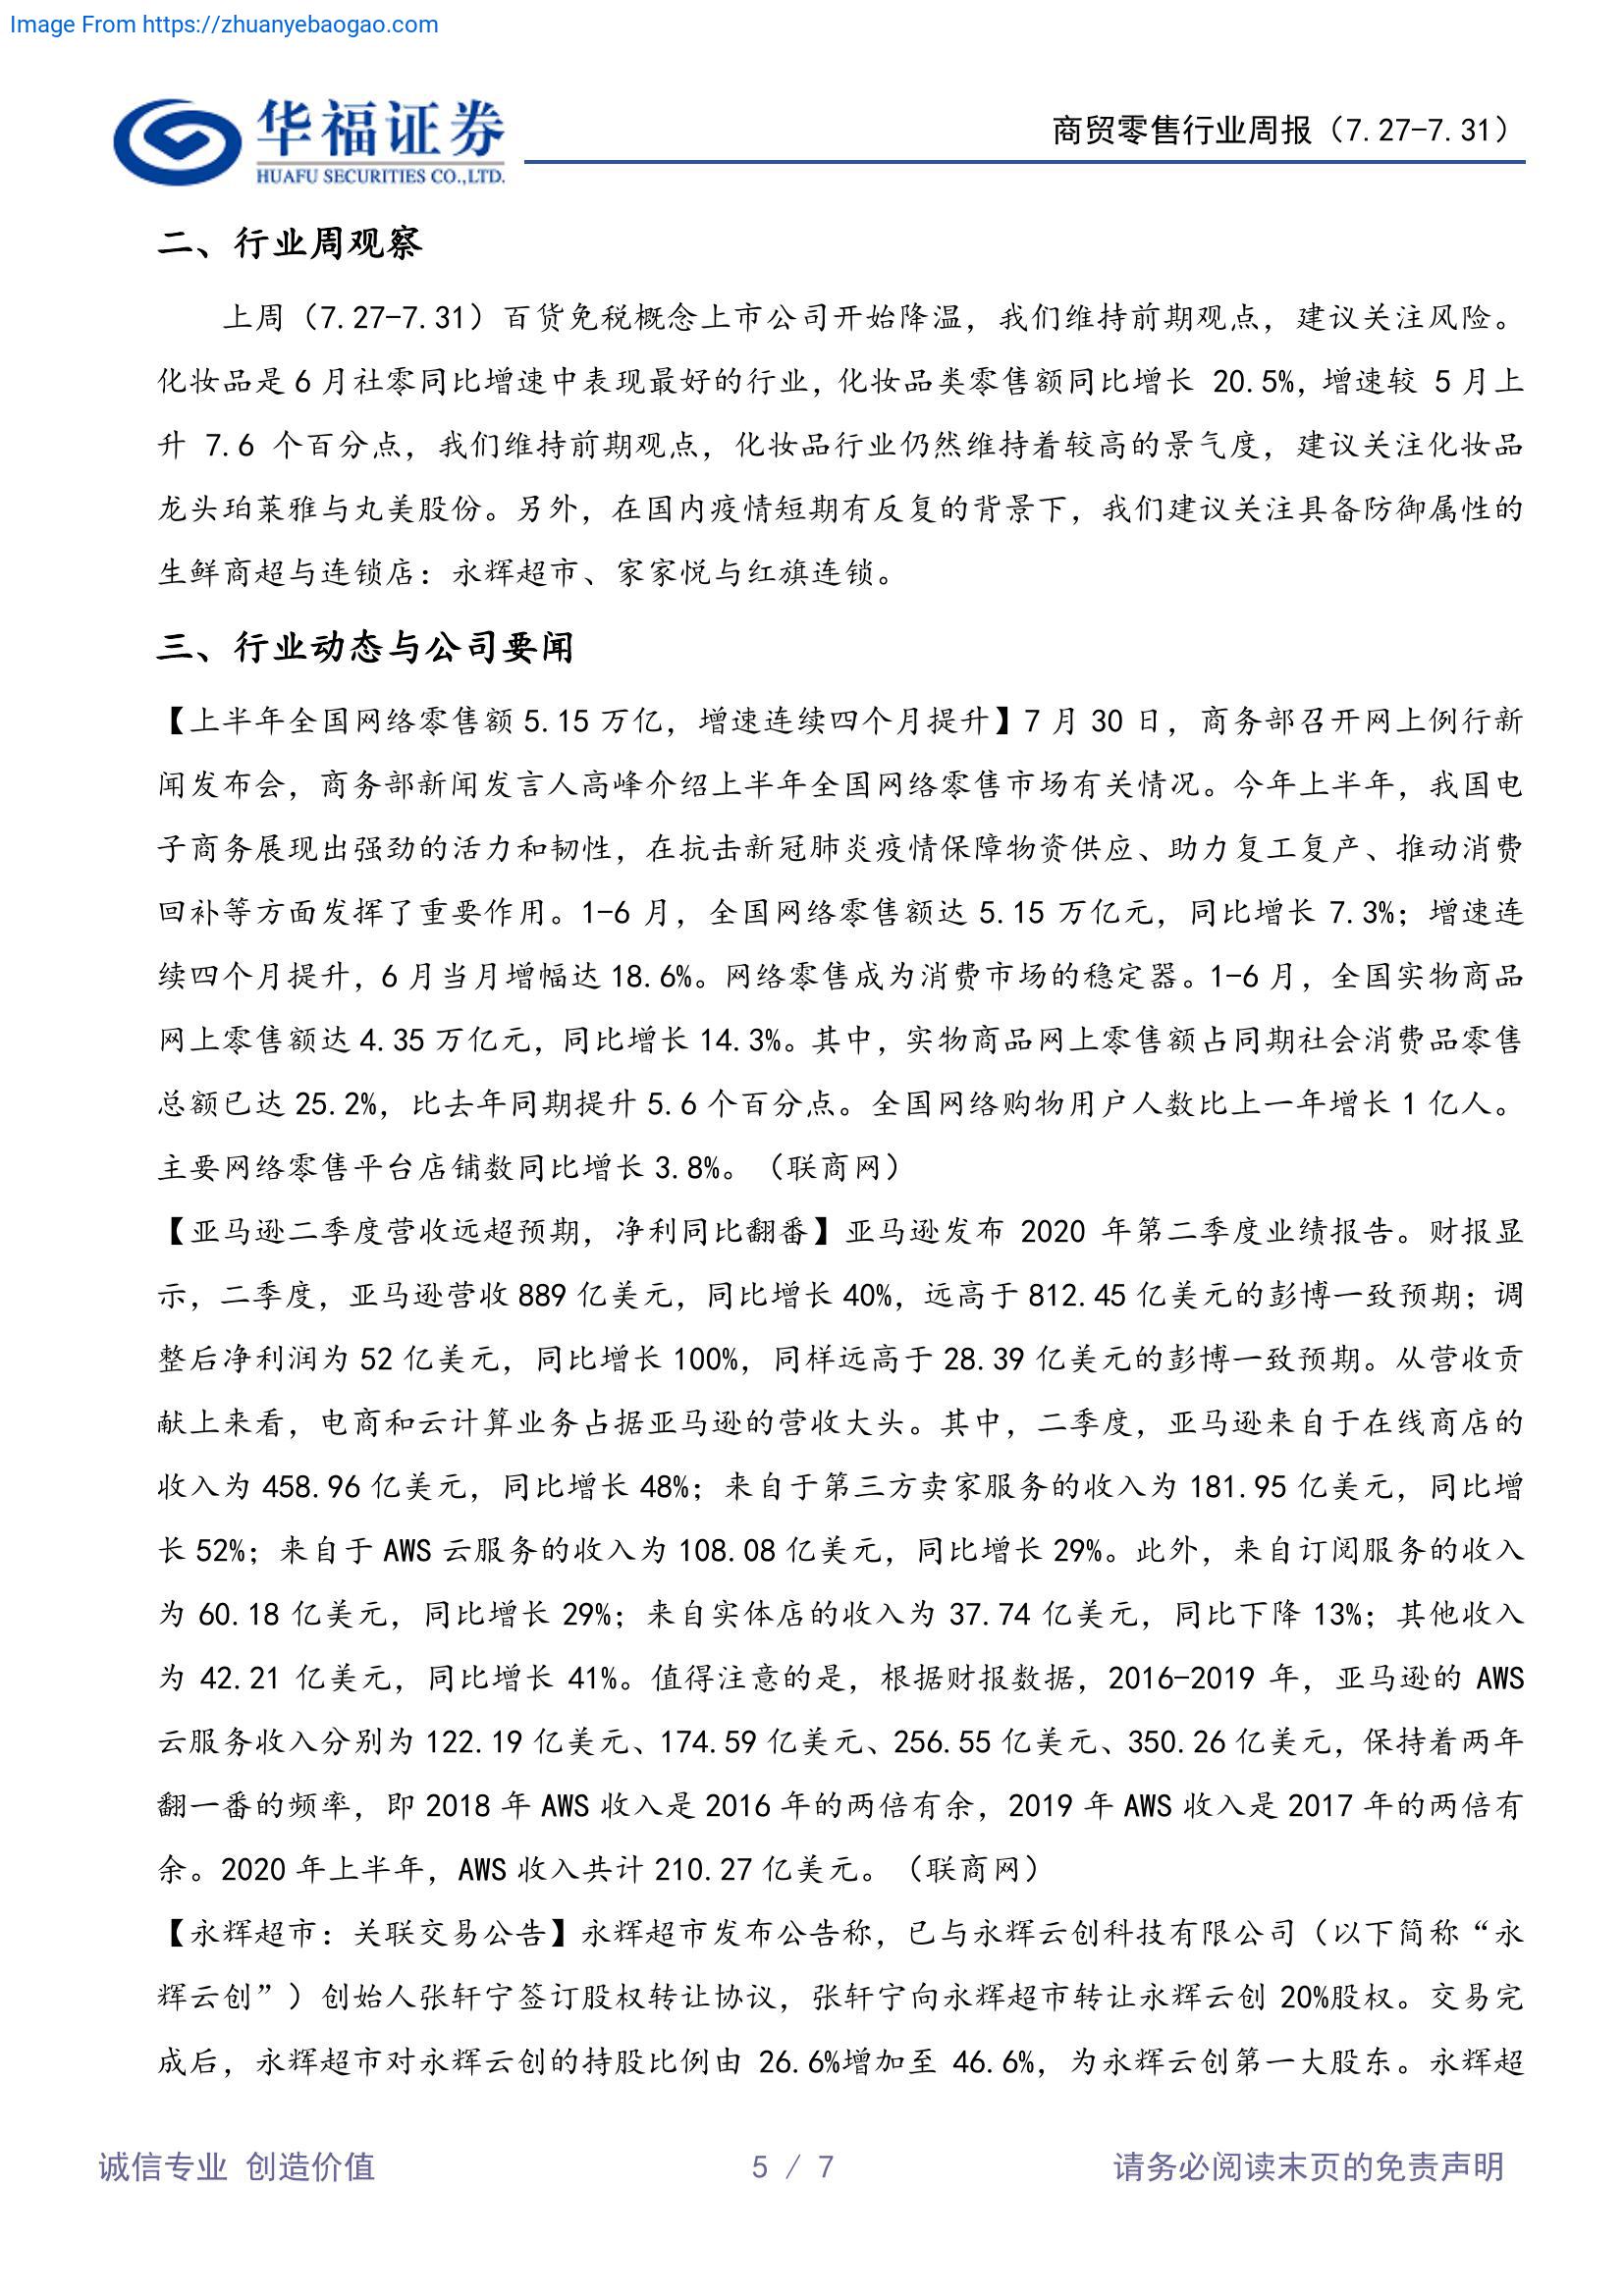 Image From https://zhuanyebaogao.com
华福证券
HUAFU SECURITIES CO.,LTD.
商贸零售行业周报（7.27-7.31）
二、行业周观察
上周（7.27-7.31）百货免税概念上市公司开始降温，我们维持前期观点，建议关注风险。
化妆品是 6 月社零同比增速中表现最好的行业，化妆品类零售额同比增长 20.5%，增速较 5 月上
升 7.6 个百分点，我们维持前期观点，化妆品行业仍然维持着较高的景气度，建议关注化妆品
龙头珀莱雅与丸美股份。另外，在国内疫情短期有反复的背景下，我们建议关注具备防御属性的
生鲜商超与连锁店：永辉超市、家家悦与红旗连锁。
三、行业动态与公司要闻
【上半年全国网络零售额 5.15 万亿，增速连续四个月提升】7 月 30 日，商务部召开网上例行新
闻发布会，商务部新闻发言人高峰介绍上半年全国网络零售市场有关情况。今年上半年，我国电
子商务展现出强劲的活力和韧性，在抗击新冠肺炎疫情保障物资供应、助力复工复产、推动消费
回补等方面发挥了重要作用。1-6 月，全国网络零售额达 5.15 万亿元，同比增长 7.3%；增速连
续四个月提升，6 月当月增幅达 18.6%。网络零售成为消费市场的稳定器。1-6 月，全国实物商品
网上零售额达 4.35 万亿元，同比增长 14.3%。其中，实物商品网上零售额占同期社会消费品零售
总额已达 25.2%，比去年同期提升 5.6 个百分点。全国网络购物用户人数比上一年增长 1 亿人。
主要网络零售平台店铺数同比增长 3.8%。（联商网）
【亚马逊二季度营收远超预期，净利同比翻番】亚马逊发布 2020 年第二季度业绩报告。财报显
示，二季度，亚马逊营收 889 亿美元，同比增长 40%，远高于 812.45 亿美元的彭博一致预期；调
整后净利润为 52 亿美元，同比增长 100%，同样远高于 28.39 亿美元的彭博一致预期。从营收贡
献上来看，电商和云计算业务占据亚马逊的营收大头。其中，二季度，亚马逊来自于在线商店的
收入为 458.96 亿美元，同比增长 48%；来自于第三方卖家服务的收入为 181.95 亿美元，同比增
长 52%；来自于 AWS 云服务的收入为 108.08 亿美元，同比增长 29%。此外，来自订阅服务的收入
为 60.18 亿美元，同比增长 29%；来自实体店的收入为 37.74 亿美元，同比下降 13%；其他收入
为 42.21 亿美元，同比增长 41%。值得注意的是，根据财报数据，2016-2019 年，亚马逊的 AWS
云服务收入分别为 122.19 亿美元、174.59 亿美元、256.55 亿美元、350.26 亿美元，保持着两年
翻一番的频率，即 2018 年 AWS 收入是 2016 年的两倍有余，2019 年 AWS 收入是 2017 年的两倍有
余。2020 年上半年，AWS 收入共计 210.27 亿美元。（联商网）
【永辉超市：关联交易公告】永辉超市发布公告称，已与永辉云创科技有限公司（以下简称“永
辉云创”）创始人张轩宁签订股权转让协议，张轩宁向永辉超市转让永辉云创 20%股权。交易完
成后，永辉超市对永辉云创的持股比例由 26.6%增加至 46.6%，为永辉云创第一大股东。永辉超
诚信专业 创造价值
5 / 7
请务必阅读末页的免责声明